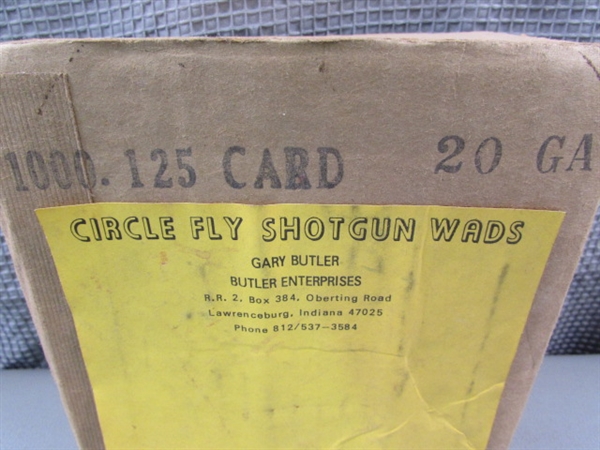 1000. 125 CARD 20 GA
CIRCLE FLY SHOTGUN WADS
GARY BUTLER
BUTLER ENTERPRISES
R.R. 2, Box 384, Oberting Road
Lawrenceburg, Indiana 47025
Phone 812/537-3584